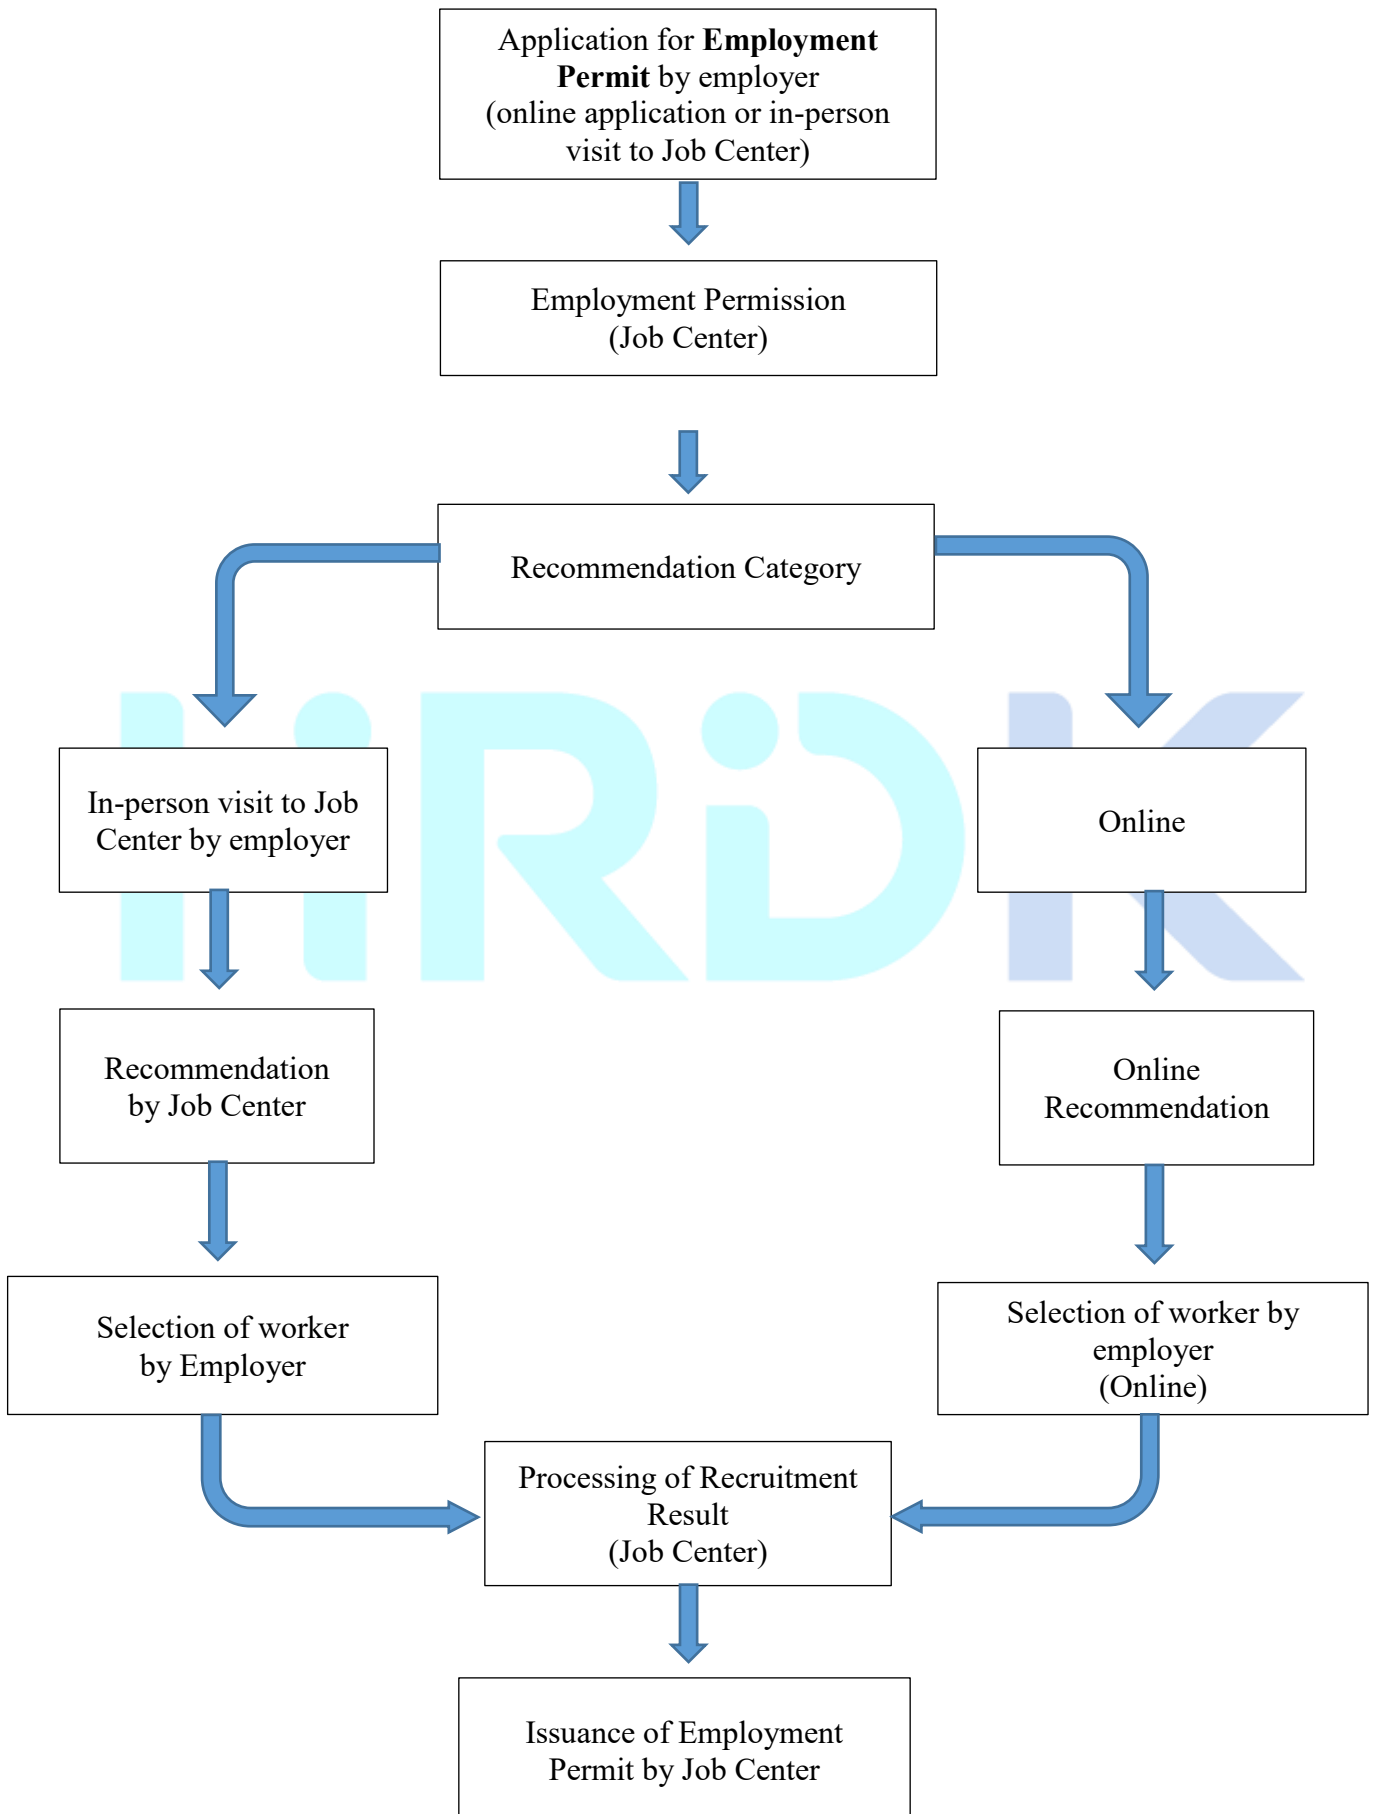 Application for Employment
Permit by employer
(online application or in-person
visit to Job Center)
Employment Permission
(Job Center)
Recommendation Category
In-person visit to Job
Center by employer
Online
HRDK
Recommendation
by Job Center
Online
Recommendation
Selection of worker
by Employer
Selection of worker by
employer
(Online)
Processing of Recruitment
Result
(Job Center)
Issuance of Employment
Permit by Job Center